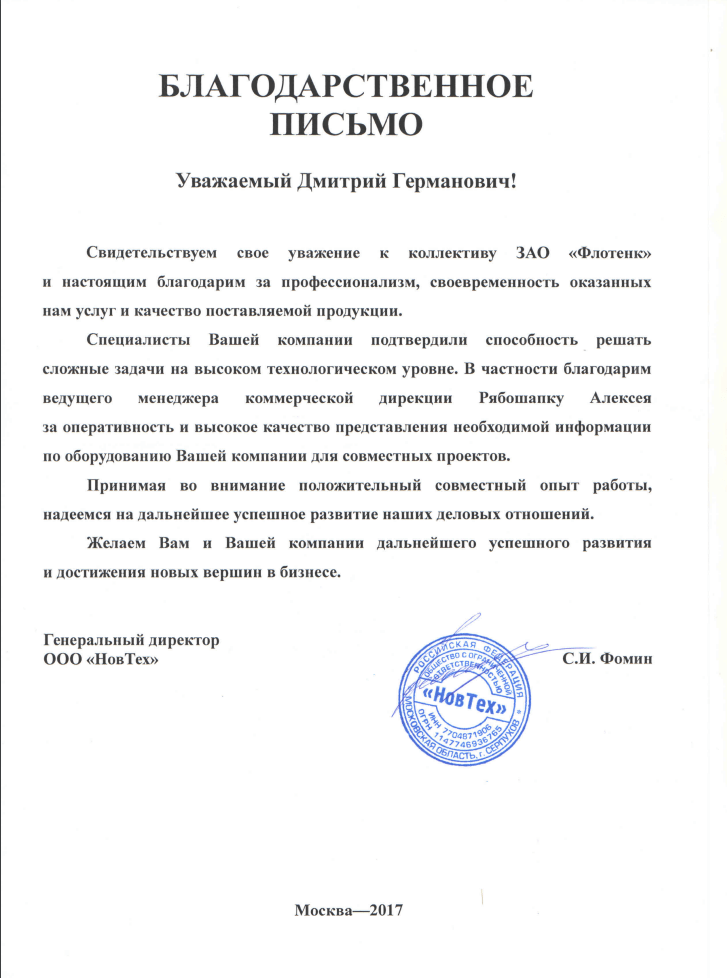 БЛАГОДАРСТВЕННОЕ
ПИСЬМО
Уважаемый Дмитрий Германович!
Свидетельствуем свое уважение к коллективу ЗАО «Флотенк»
и настоящим благодарим за профессионализм, своевременность оказанных
нам услуг и качество поставляемой продукции.
Специалисты Вашей компании подтвердили способность решать
сложные задачи на высоком технологическом уровне. В частности благодарим
ведущего менеджера коммерческой дирекции Рябошапку Алексея
за оперативность и высокое качество представления необходимой информации
по оборудованию Вашей компании для совместных проектов.
Принимая во внимание положительный совместный опыт работы,
надеемся на дальнейшее успешное развитие наших деловых отношений.
Желаем Вам и Вашей компании дальнейшего успешного развития
и достижения новых вершин в бизнесе.
Генеральный директор
ООО «НовТех»
С.И. Фомин
РОССИЙСКАЯ ФЕДЕРАЦИЯ
ОБЩЕСТВО С ОГРАНИЧЕННОЙ
ОТВЕТСТВЕННОСТЬЮ
«НовТех»
ИНН 7704871906
ОГРН 1147746936765
МОСКОВСКАЯ ОБЛАСТЬ, г. СЕРПУХОВ
Москва—2017